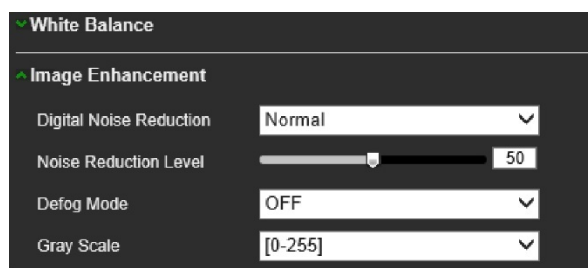 White Balance
Image Enhancement
Digital Noise Reduction Normal
Noise Reduction Level 50
Defog Mode OFF
Gray Scale [0-255]